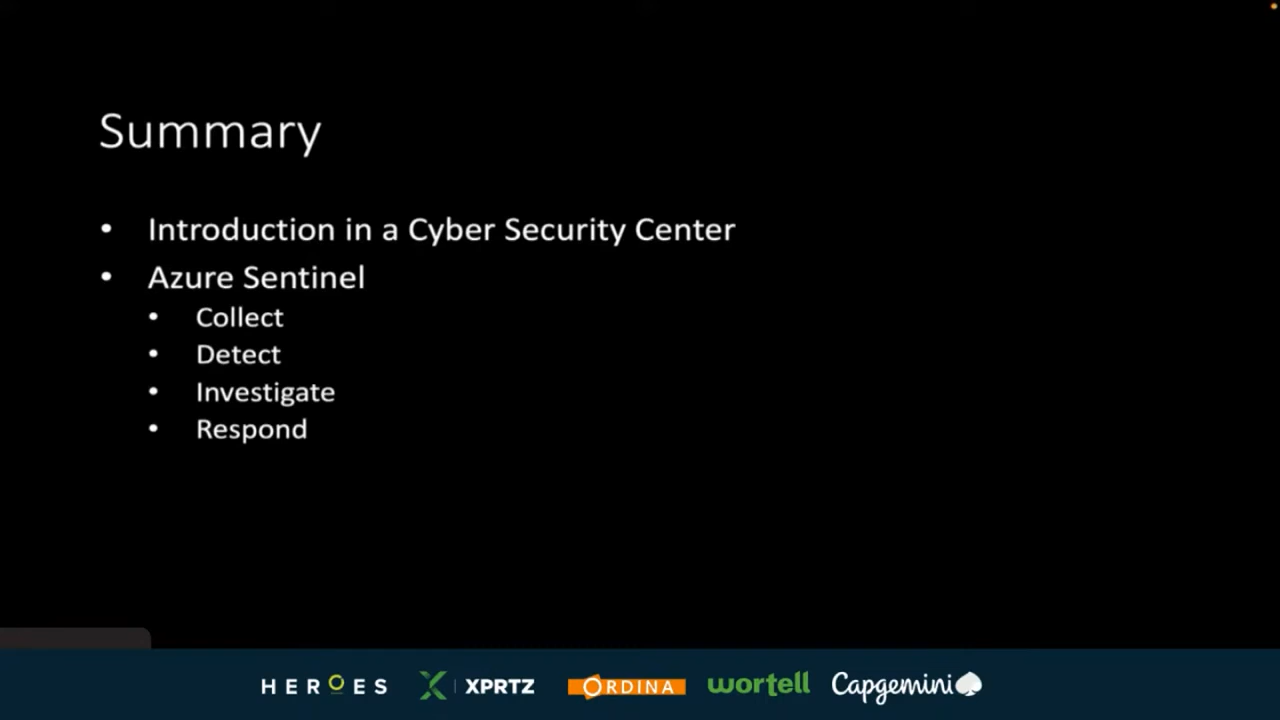 Summary
• Introduction in a Cyber Security Center
• Azure Sentinel
• Collect
• Detect
• Investigate
• Respond
HEROES XPRTZ ORDINA wortell Capgemini